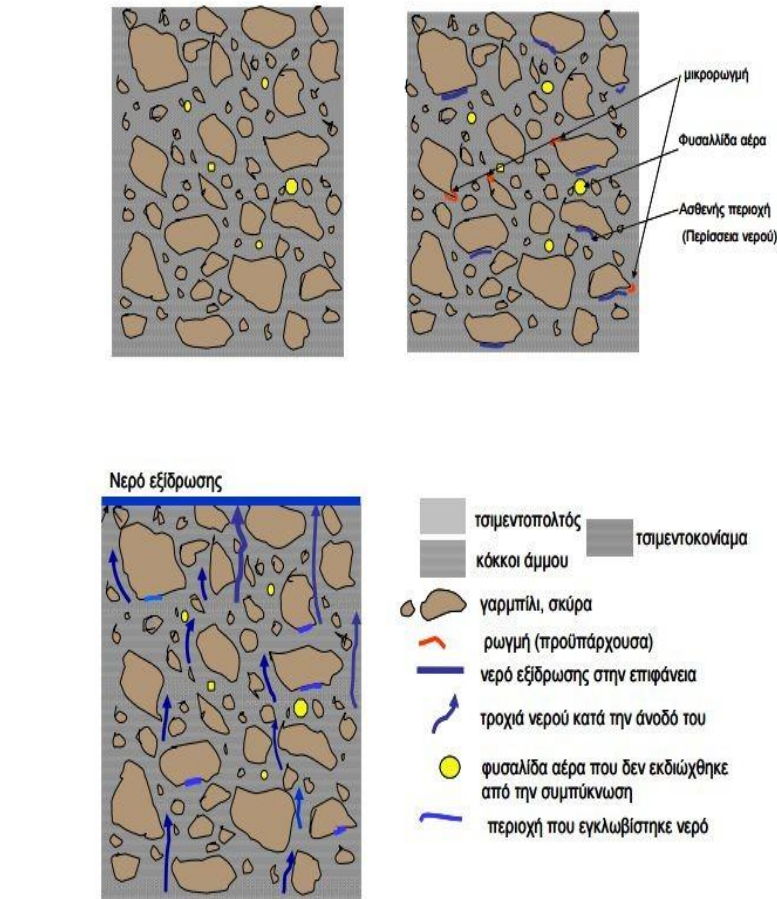 μικρορωγμή
Φυσαλλίδα αέρα
Ασθενής περιοχή
(Περίσσεια νερού)
Νερό εξίδρωσης
τσιμεντοπολτός
τσιμεντοκονίαμα
κόκκοι άμμου
γαρμπίλι, σκύρα
ρωγμή (προϋπάρχουσα)
νερό εξίδρωσης στην επιφάνεια
τροχιά νερού κατά την άνοδό του
φυσαλίδα αέρα που δεν εκδιώχθηκε
από την συμπύκνωση
περιοχή που εγκλωβίστηκε νερό